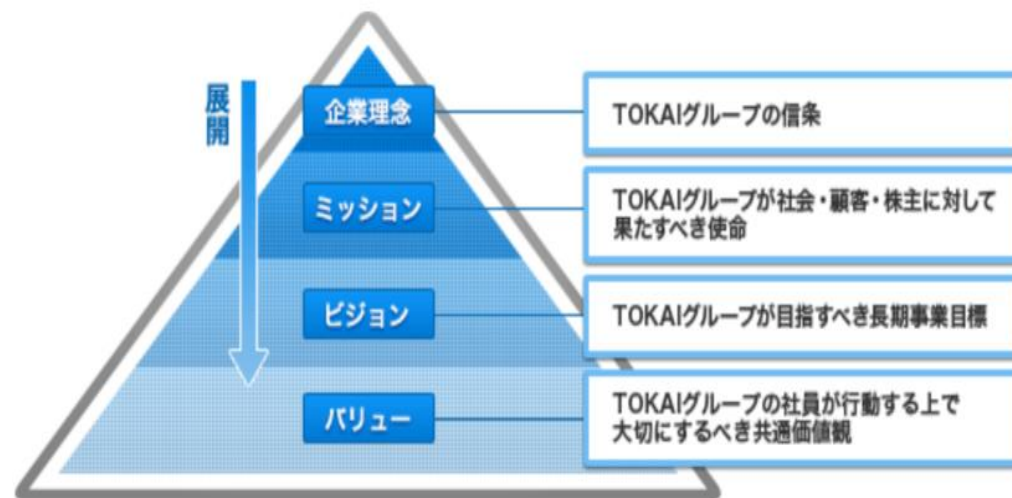 展開
企業理念
TOKAIグループの信条
ミッション
TOKAIグループが社会・顧客・株主に対して
果たすべき使命
ビジョン
TOKAIグループが目指すべき長期事業目標
バリュー
TOKAIグループの社員が行動する上で
大切にするべき共通価値観